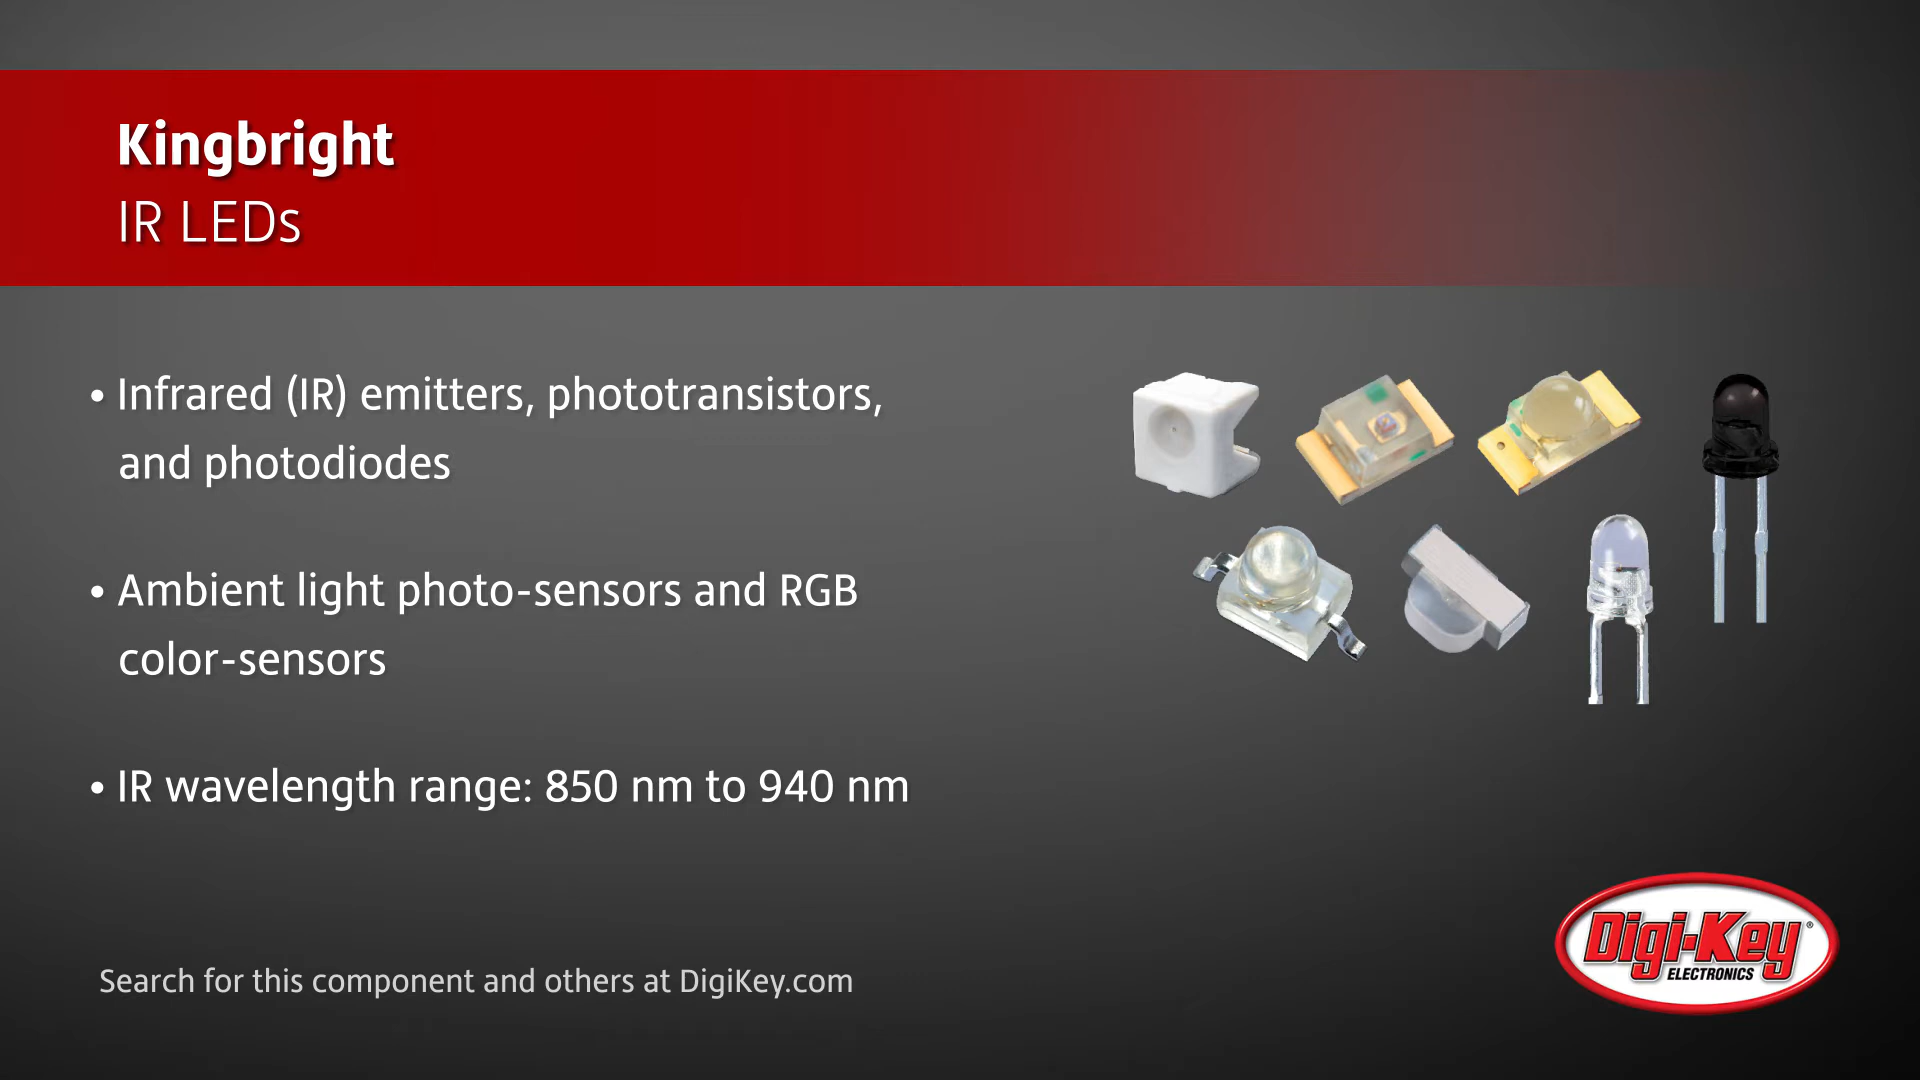 Kingbright
IR LEDs
• Infrared (IR) emitters, phototransistors,
and photodiodes
• Ambient light photo-sensors and RGB
color-sensors
• IR wavelength range: 850 nm to 940 nm
Search for this component and others at DigiKey.com
Digi-Key®
ELECTRONICS